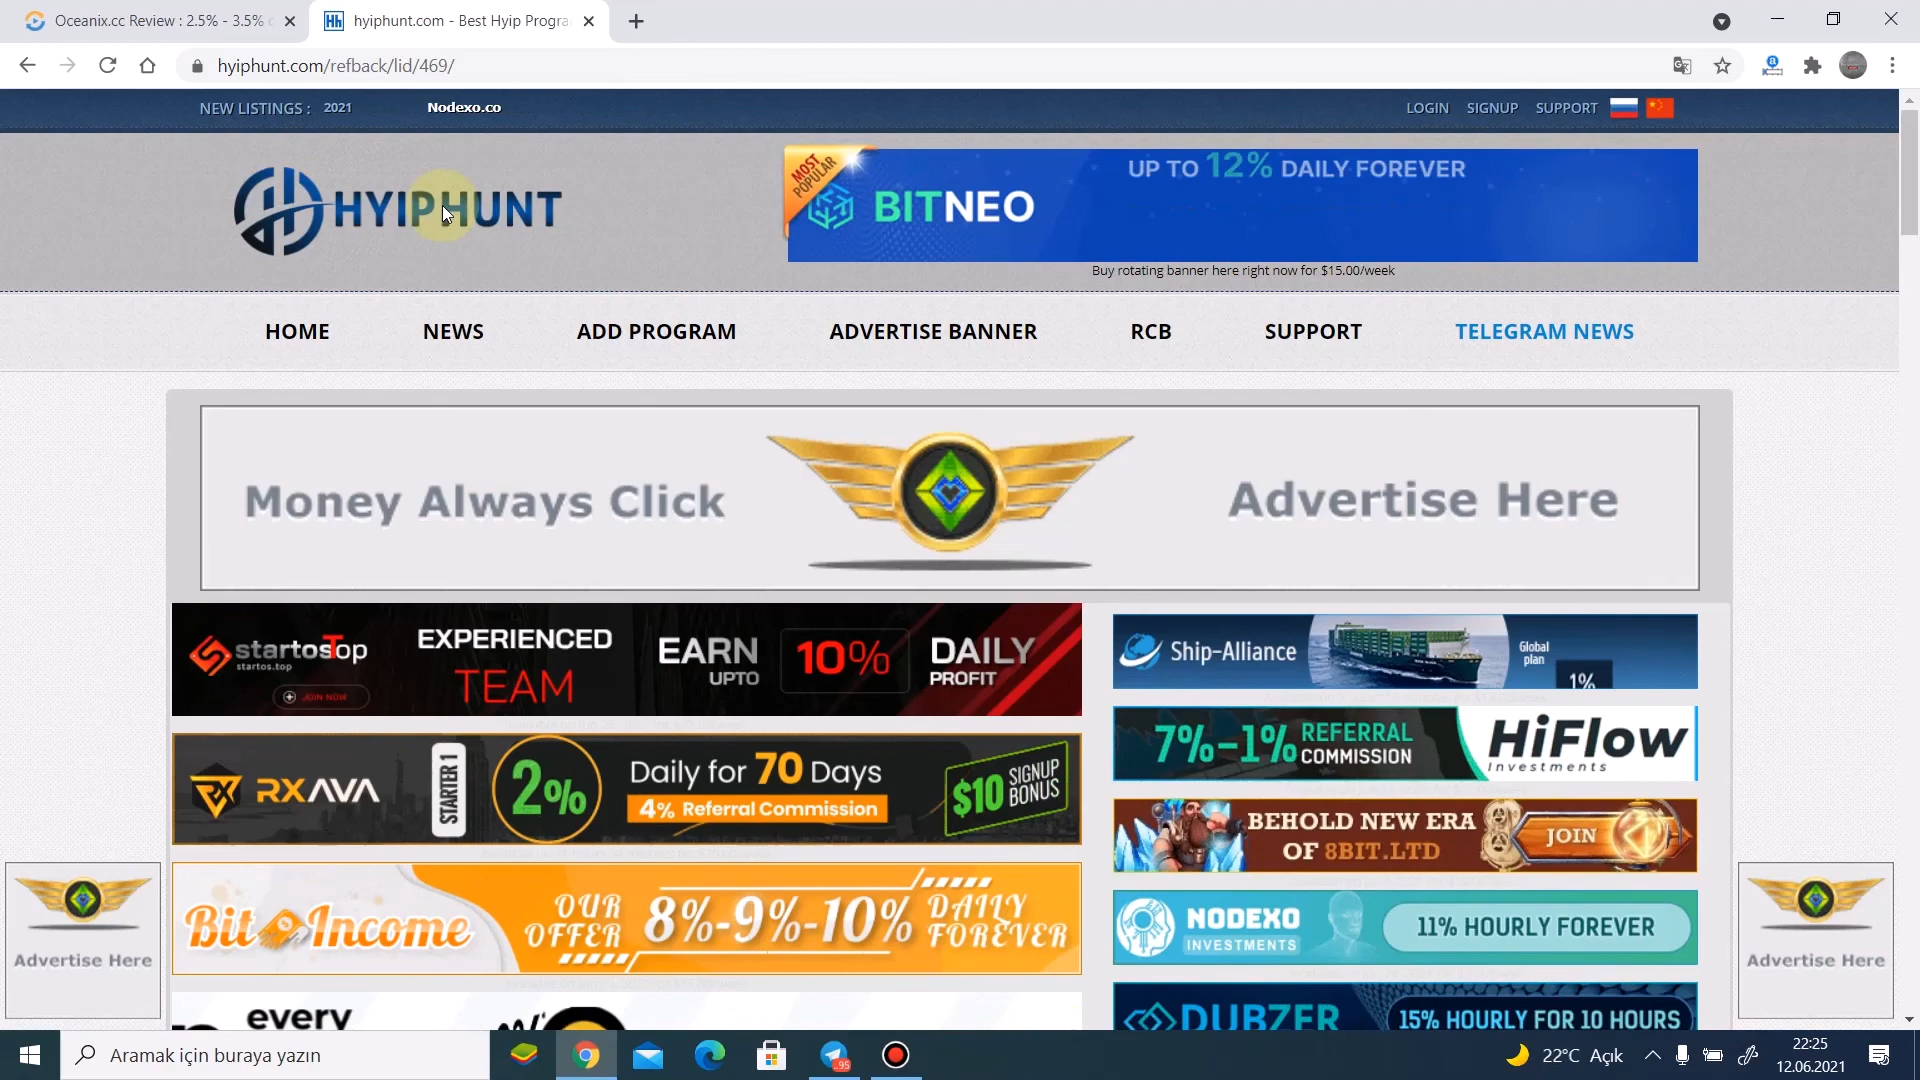 Oceanix.cc Review : 2.5% - 3.5%
hyiphunt.com - Best Hyip Progra
hyiphunt.com/refback/lid/469/
NEW LISTINGS : 2021 Nodexo.co
LOGIN SIGNUP SUPPORT
HYIPHUNT
MOST POPULAR
BITNEO
UP TO 12% DAILY FOREVER
Buy rotating banner here right now for $15.00/week
HOME NEWS ADD PROGRAM ADVERTISE BANNER RCB SUPPORT TELEGRAM NEWS
Money Always Click
Advertise Here
startosTop
startos.top
JOIN NOW
EXPERIENCED
TEAM
EARN
UPTO
10%
DAILY
PROFIT
Ship-Alliance
Global
plan
1%
7%-1% REFERRAL
COMMISSION
HiFlow
Investments
RXAVA
STARTER 1
2%
Daily for 70 Days
4% Referral Commission
$10 SIGNUP
BONUS
BEHOLD NEW ERA
OF 8BIT.LTD
JOIN
Bit Income
OUR
OFFER
8%-9%-10%
DAILY
FOREVER
NODEXO
INVESTMENTS
11% HOURLY FOREVER
every
DUBZER
15% HOURLY FOR 10 HOURS
Advertise Here
Advertise Here
Aramak için buraya yazın
.95
22°C Açık
22:25
12.06.2021